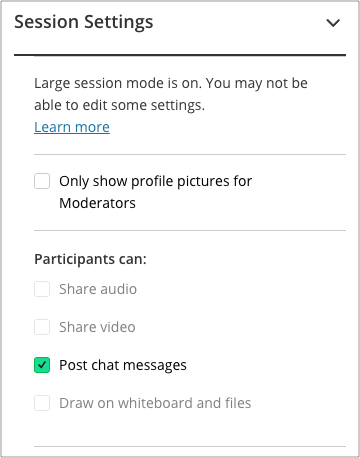 Session Settings
Large session mode is on. You may not be
able to edit some settings.
Learn more
Only show profile pictures for
Moderators
Participants can:
Share audio
Share video
Post chat messages
Draw on whiteboard and files